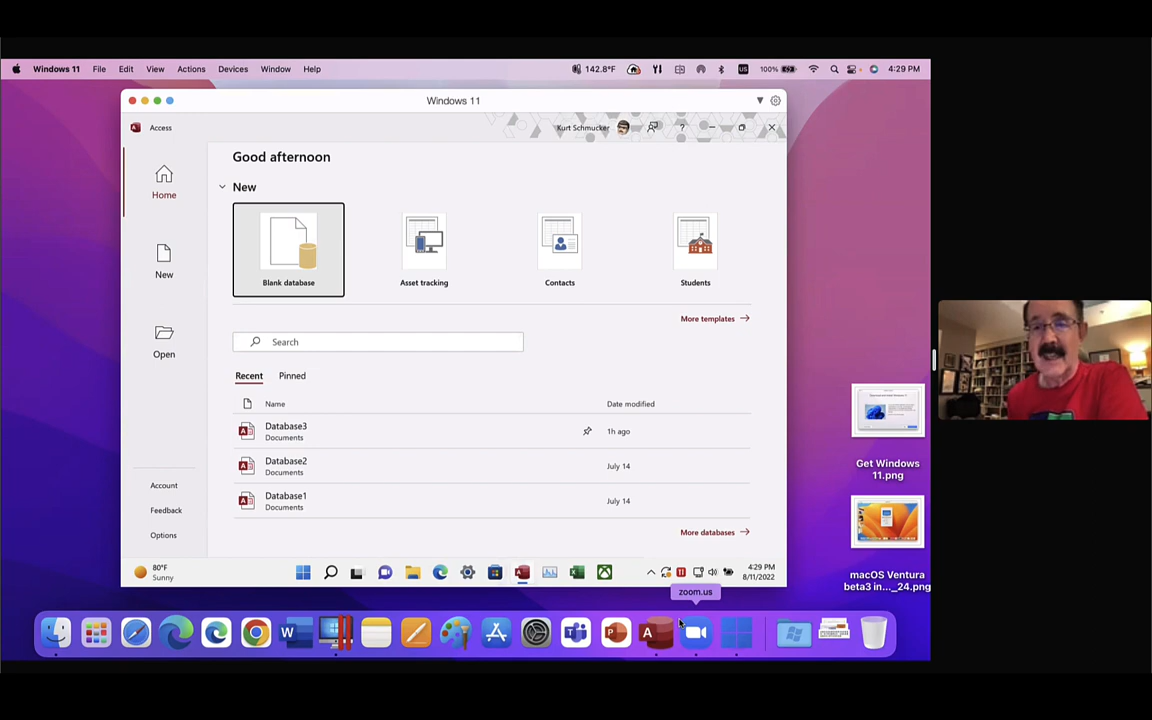 Windows 11 File Edit View Actions Devices Window Help 142.8°F US 100% 4:29 PM
Windows 11
Access Kurt Schmucker ?
Good afternoon
Home
New
Blank database Asset tracking Contacts Students
New
More templates
Search
Open
Recent Pinned
Name Date modified
Database3
Documents
1h ago
Database2
Documents
July 14
Database1
Documents
July 14
More databases
Account
Feedback
Options
80°F
Sunny
4:29 PM
8/11/2022
zoom.us
Get Windows
11.png
macOS Ventura
beta3 in..._24.png